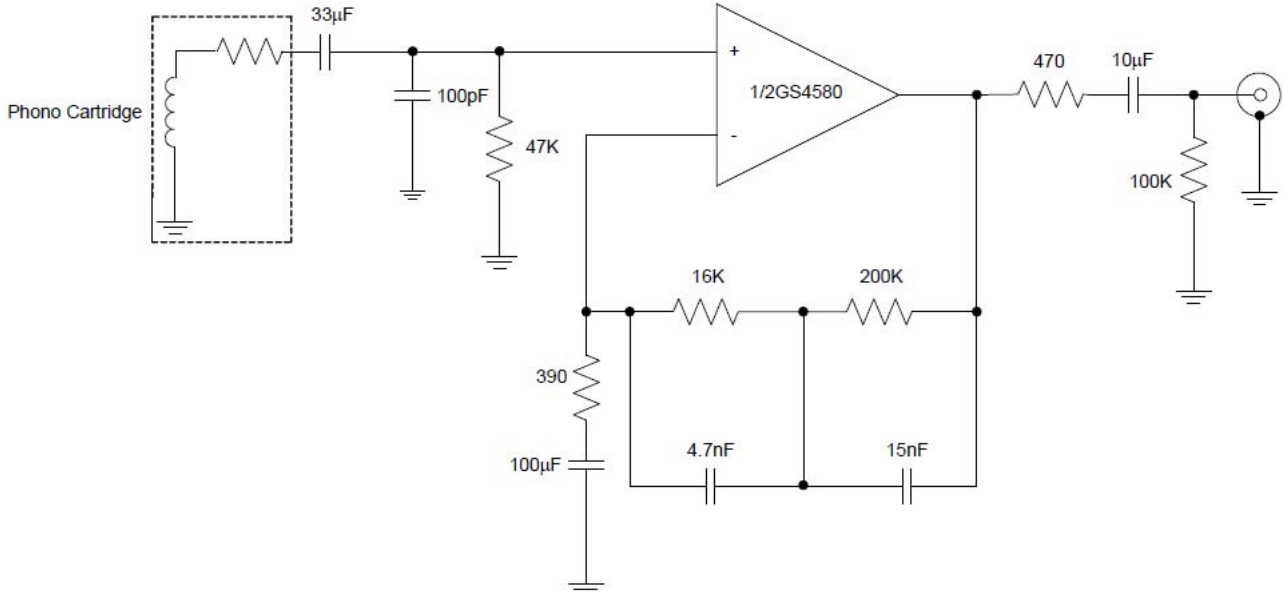 33μF
+
470
10μF
Phono Cartridge
100pF
1/2GS4580
47K
-
100K
16K
200K
390
4.7nF
15nF
100μF